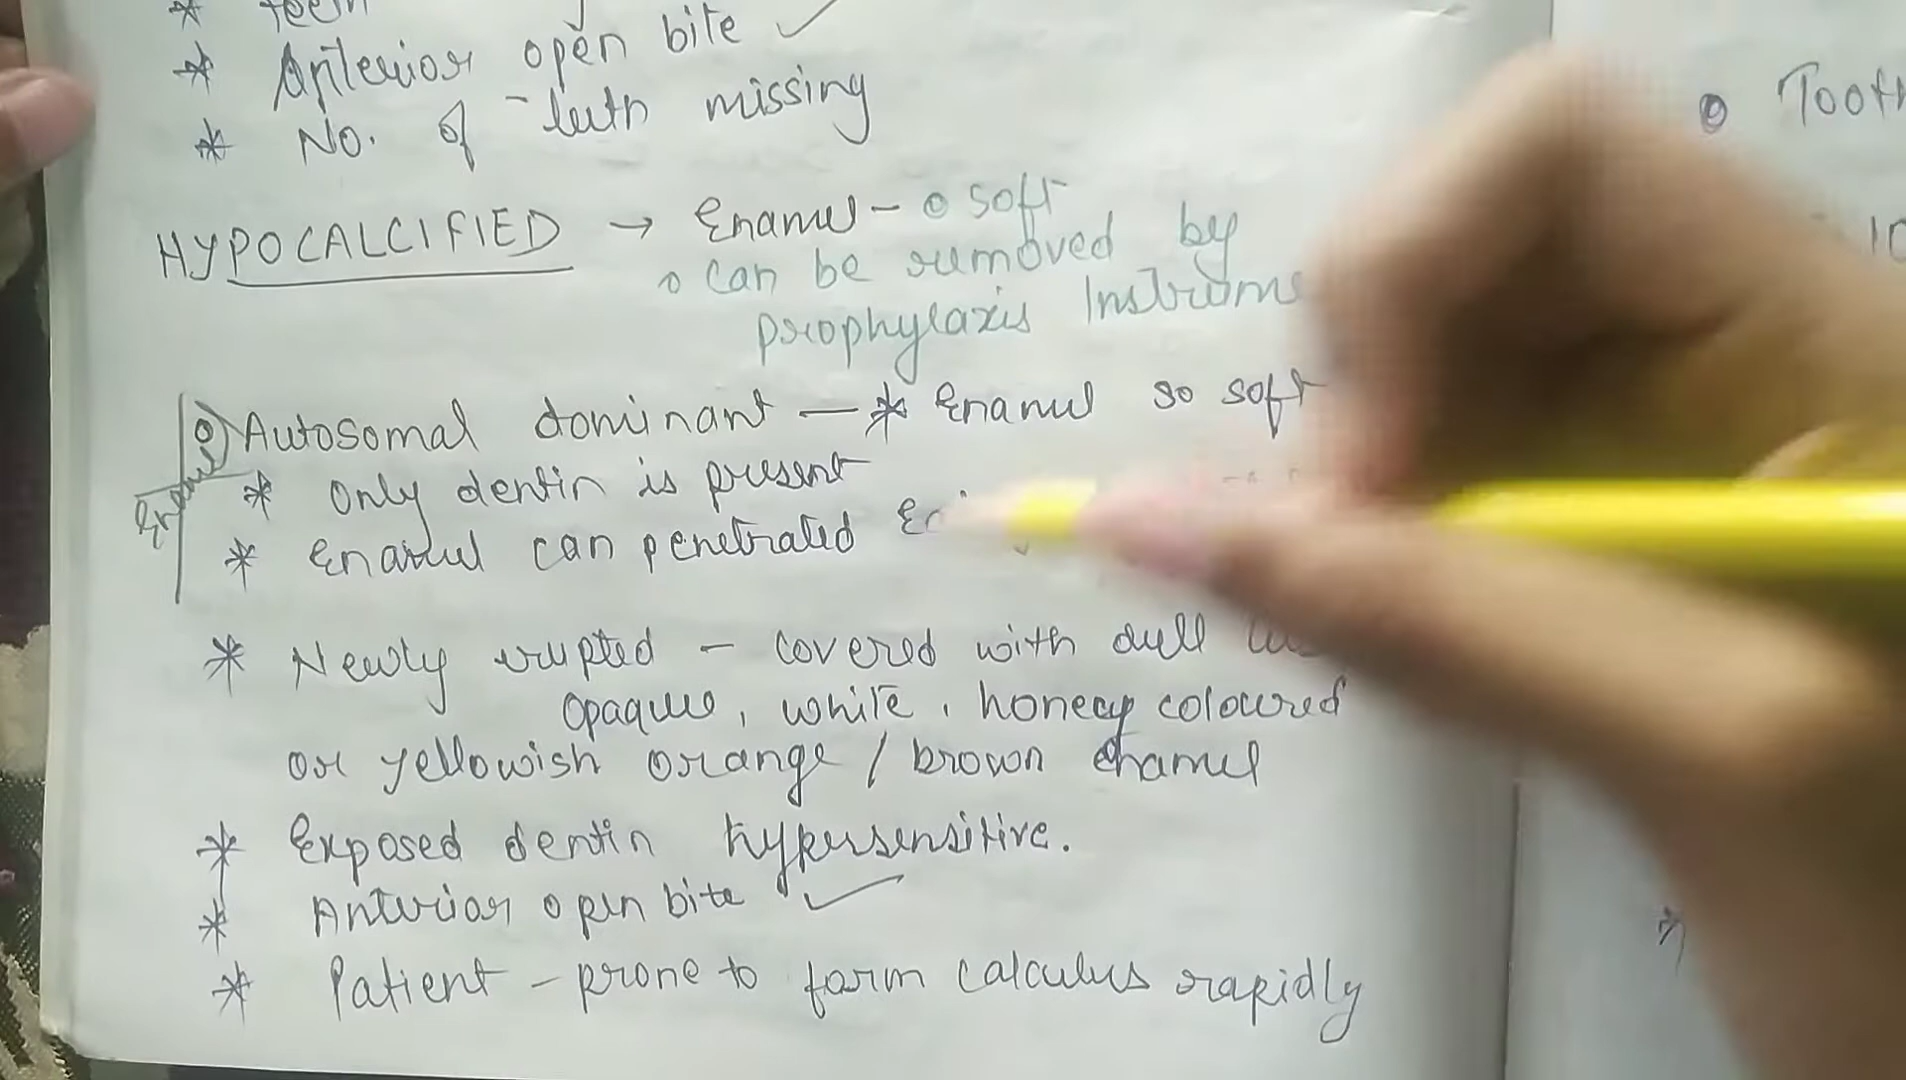 * Teeth
* Anterior open bite ✓
* No. of teeth missing
HYPOCALCIFIED → Enamel - o soft
o can be removed by
prophylaxis
o) Autosomal dominant — * Enamel so soft
* only dentin is present
Enamel
* Enamel can penetrated
* Newly erupted - covered with dull
opaque, white, honey coloured
or yellowish orange / brown enamel
* Exposed dentin hypersensitive.
* Anterior open bite ✓
* Patient - prone to form calculus rapidly